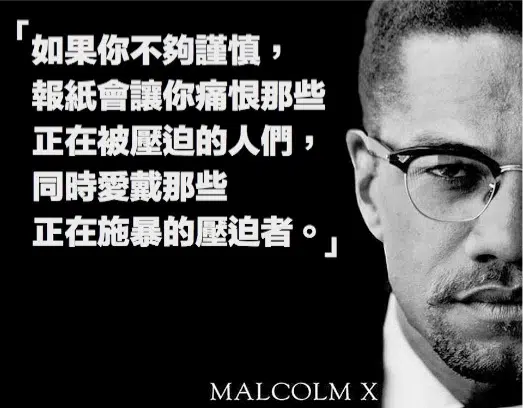 「如果你不夠謹慎，
報紙會讓你痛恨那些
正在被壓迫的人們，
同時愛戴那些
正在施暴的壓迫者。」
MALCOLM X